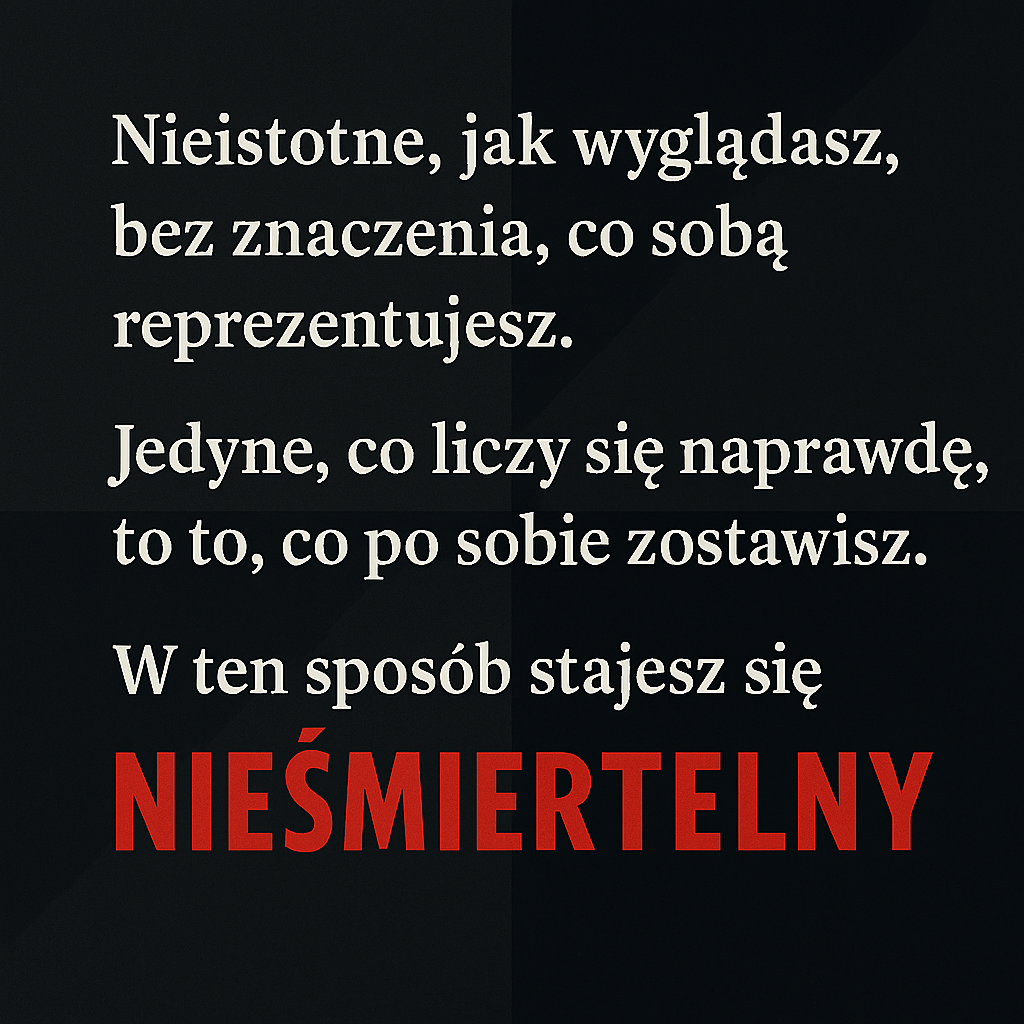 Nieistotne, jak wyglądasz,
bez znaczenia, co sobą
reprezentujesz.
Jedyne, co liczy się naprawdę,
to to, co po sobie zostawisz.
W ten sposób stajesz się
NIEŚMIERTELNY